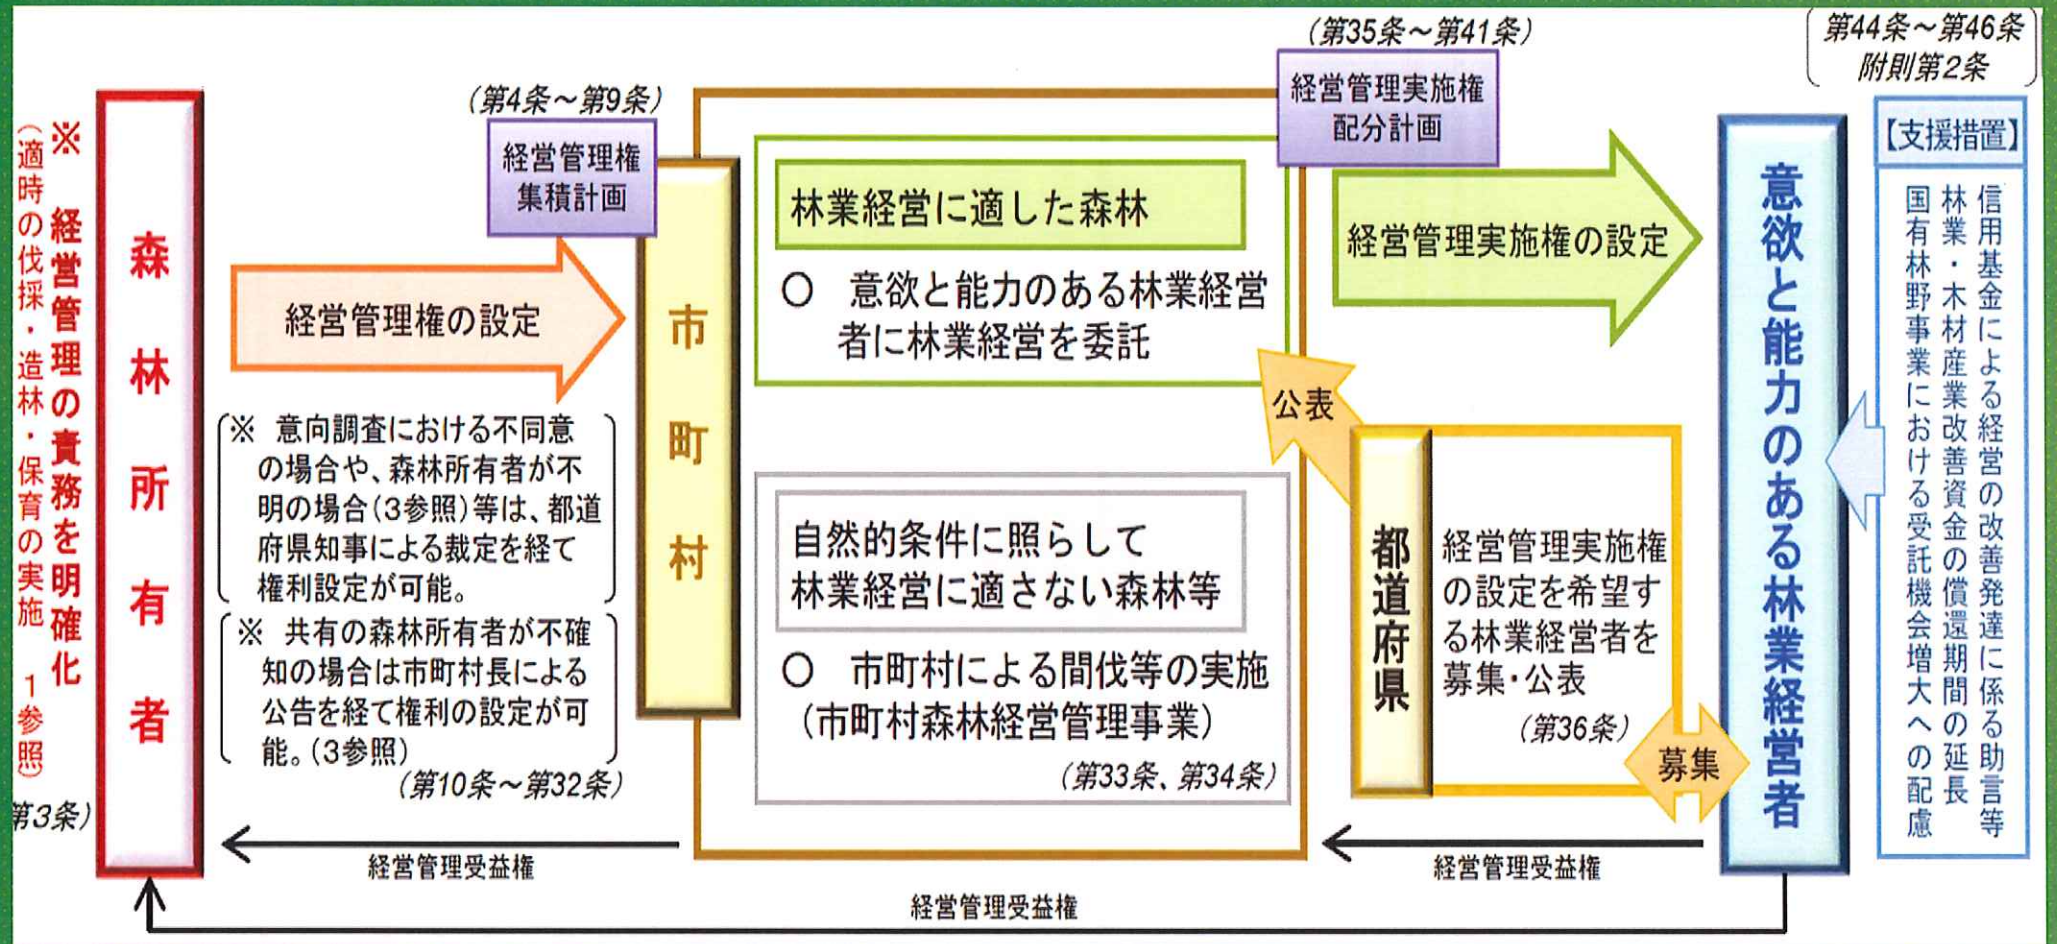 (第35条～第41条)
第44条～第46条
附則第2条
(第4条～第9条)
経営管理実施権
配分計画
経営管理権
集積計画
【支援措置】
※ 経営管理の責務を明確化
(適時の伐採・造林・保育の実施 1参照)
第3条)
森林所有者
経営管理権の設定
※ 意向調査における不同意
の場合や、森林所有者が不
明の場合(3参照)等は、都道
府県知事による裁定を経て
権利設定が可能。
※ 共有の森林所有者が不確
知の場合は市町村長による
公告を経て権利の設定が可
能。(3参照)
(第10条～第32条)
市町村
林業経営に適した森林
○ 意欲と能力のある林業経営
者に林業経営を委託
自然的条件に照らして
林業経営に適さない森林等
○ 市町村による間伐等の実施
(市町村森林経営管理事業)
(第33条、第34条)
経営管理実施権の設定
公表
都道府県
経営管理実施権
の設定を希望す
る林業経営者を
募集・公表
(第36条)
募集
意欲と能力のある林業経営者
信用基金による経営の改善発達に係る助言等
林業・木材産業改善資金の償還期間の延長
国有林野事業における受託機会増大への配慮
経営管理受益権
経営管理受益権
経営管理受益権